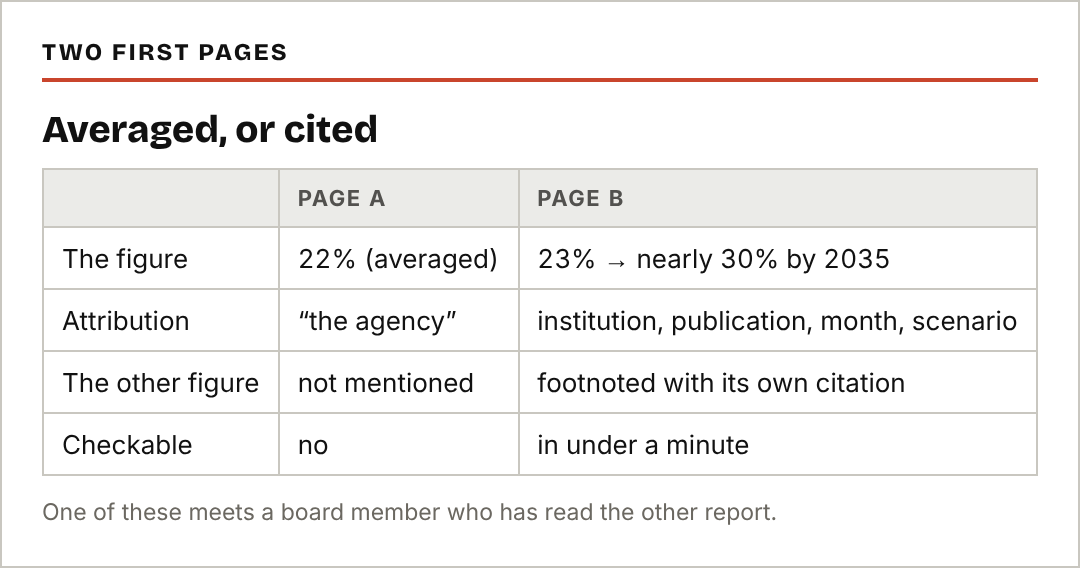 TWO FIRST PAGES
Averaged, or cited
PAGE A PAGE B
The figure 22% (averaged) 23% → nearly 30% by 2035
Attribution “the agency” institution, publication, month, scenario
The other figure not mentioned footnoted with its own citation
Checkable no in under a minute
One of these meets a board member who has read the other report.